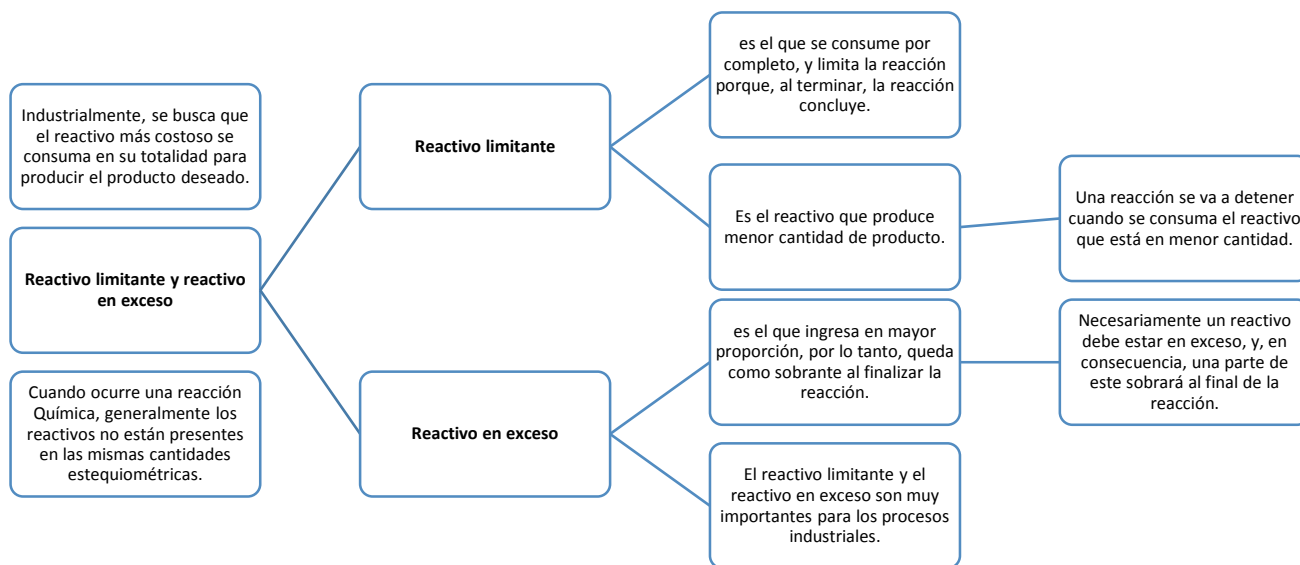 Industrialmente, se busca que
el reactivo más costoso se
consuma en su totalidad para
producir el producto deseado.
Reactivo limitante y reactivo
en exceso
Cuando ocurre una reacción
Química, generalmente los
reactivos no están presentes
en las mismas cantidades
estequiométricas.
Reactivo limitante
Reactivo en exceso
es el que se consume por
completo, y limita la reacción
porque, al terminar, la reacción
concluye.
Es el reactivo que produce
menor cantidad de producto.
Una reacción se va a detener
cuando se consuma el reactivo
que está en menor cantidad.
es el que ingresa en mayor
proporción, por lo tanto, queda
como sobrante al finalizar la
reacción.
Necesariamente un reactivo
debe estar en exceso, y, en
consecuencia, una parte de
este sobrará al final de la
reacción.
El reactivo limitante y el
reactivo en exceso son muy
importantes para los procesos
industriales.